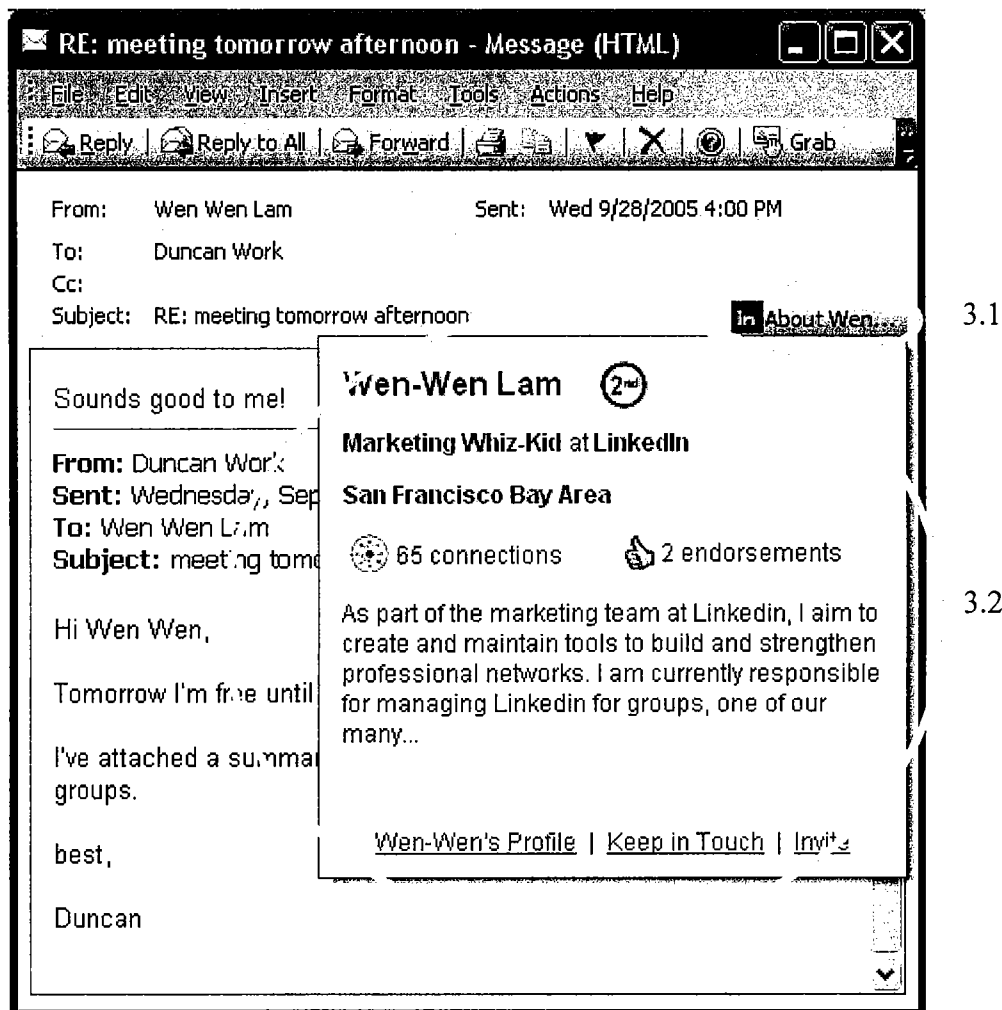 RE: meeting tomorrow afternoon - Message (HTML)
File Edit View Insert Format Tools Actions Help
Reply Reply to All Forward Grab
From: Wen Wen Lam Sent: Wed 9/28/2005 4:00 PM
To: Duncan Work
Cc:
Subject: RE: meeting tomorrow afternoon
in About Wen...
3.1
Sounds good to me!
From: Duncan Work
Sent: Wednesday, Sep
To: Wen Wen Lam
Subject: meeting tomo
Hi Wen Wen,
Tomorrow I'm free until
I've attached a summa
groups.
best,
Duncan
Wen-Wen Lam 2nd
Marketing Whiz-Kid at LinkedIn
San Francisco Bay Area
65 connections 2 endorsements
As part of the marketing team at Linkedin, I aim to
create and maintain tools to build and strengthen
professional networks. I am currently responsible
for managing Linkedin for groups, one of our
many...
Wen-Wen's Profile | Keep in Touch | Invite
3.2